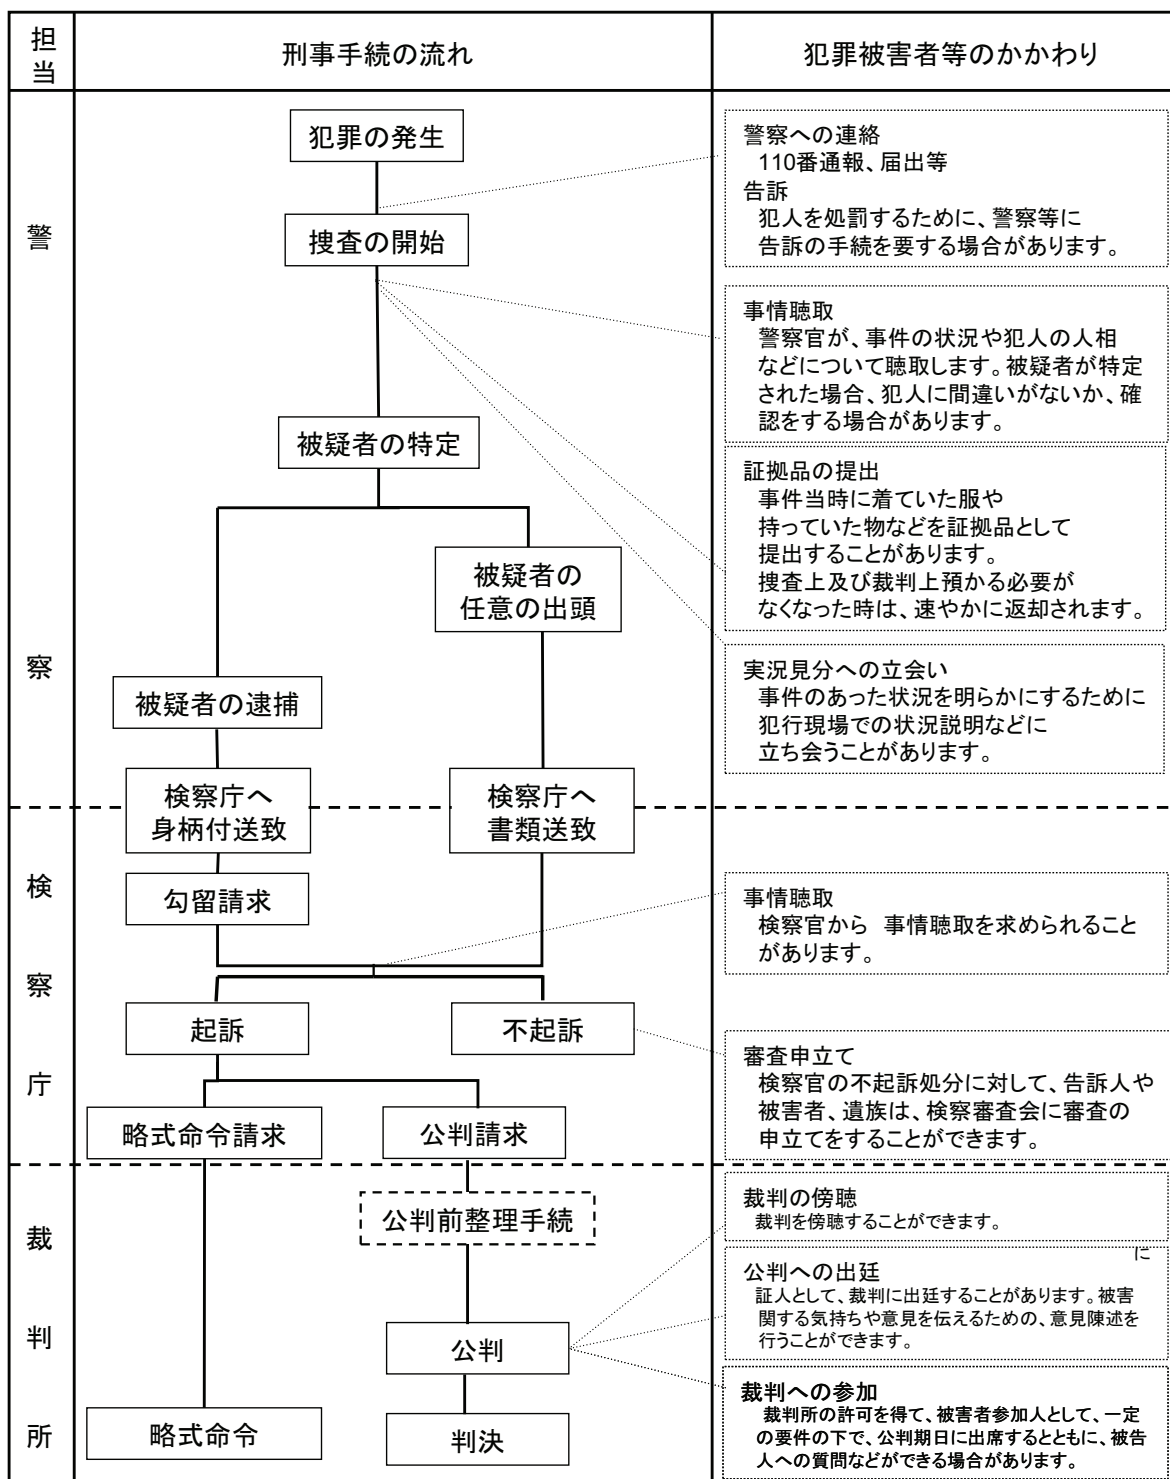 担
当
刑事手続の流れ
犯罪被害者等のかかわり
警
察
検
察
庁
裁
判
所
犯罪の発生
捜査の開始
被疑者の特定
被疑者の
任意の出頭
被疑者の逮捕
検察庁へ
身柄付送致
検察庁へ
書類送致
勾留請求
起訴
不起訴
略式命令請求
公判請求
公判前整理手続
公判
略式命令
判決
警察への連絡
110番通報、届出等
告訴
犯人を処罰するために、警察等に
告訴の手続を要する場合があります。
事情聴取
警察官が、事件の状況や犯人の人相
などについて聴取します。被疑者が特定
された場合、犯人に間違いがないか、確
認をする場合があります。
証拠品の提出
事件当時に着ていた服や
持っていた物などを証拠品として
提出することがあります。
捜査上及び裁判上預かる必要が
なくなった時は、速やかに返却されます。
実況見分への立会い
事件のあった状況を明らかにするために
犯行現場での状況説明などに
立ち会うことがあります。
事情聴取
検察官から　事情聴取を求められること
があります。
審査申立て
検察官の不起訴処分に対して、告訴人や
被害者、遺族は、検察審査会に審査の
申立てをすることができます。
裁判の傍聴
裁判を傍聴することができます。
に
公判への出廷
証人として、裁判に出廷することがあります。被害
関する気持ちや意見を伝えるための、意見陳述を
行うことができます。
裁判への参加
裁判所の許可を得て、被害者参加人として、一定
の要件の下で、公判期日に出席するとともに、被告
人への質問などができる場合があります。